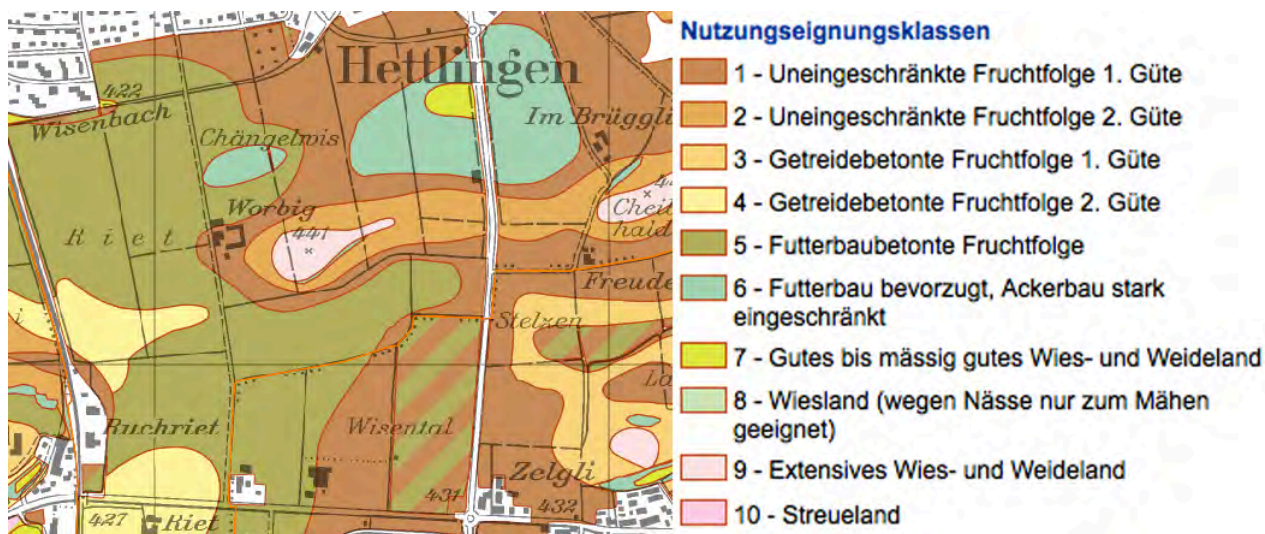 Hettlingen
422
Wisenbach
Chängelwis
Im Brüggli
Worbig
441
Riet
Freude
Stelzen
Ruchriet
Wisental
Zelgli
431
432
427
Riet
Nutzungseignungsklassen
1 - Uneingeschränkte Fruchtfolge 1. Güte
2 - Uneingeschränkte Fruchtfolge 2. Güte
3 - Getreidebetonte Fruchtfolge 1. Güte
4 - Getreidebetonte Fruchtfolge 2. Güte
5 - Futterbaubetonte Fruchtfolge
6 - Futterbau bevorzugt, Ackerbau stark
eingeschränkt
7 - Gutes bis mässig gutes Wies- und Weideland
8 - Wiesland (wegen Nässe nur zum Mähen
geeignet)
9 - Extensives Wies- und Weideland
10 - Streueland